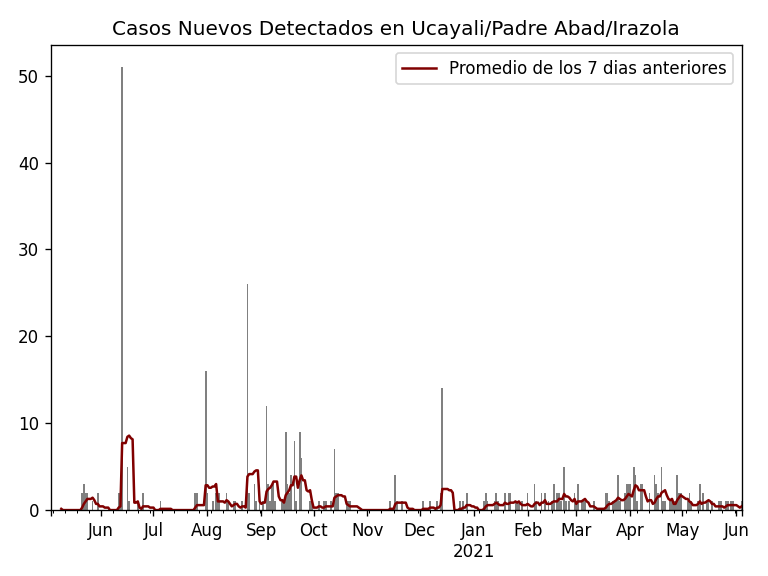 Casos Nuevos Detectados en Ucayali/Padre Abad/Irazola
Promedio de los 7 dias anteriores
50
40
30
20
10
0
Jun Jul Aug Sep Oct Nov Dec Jan Feb Mar Apr May Jun
2021